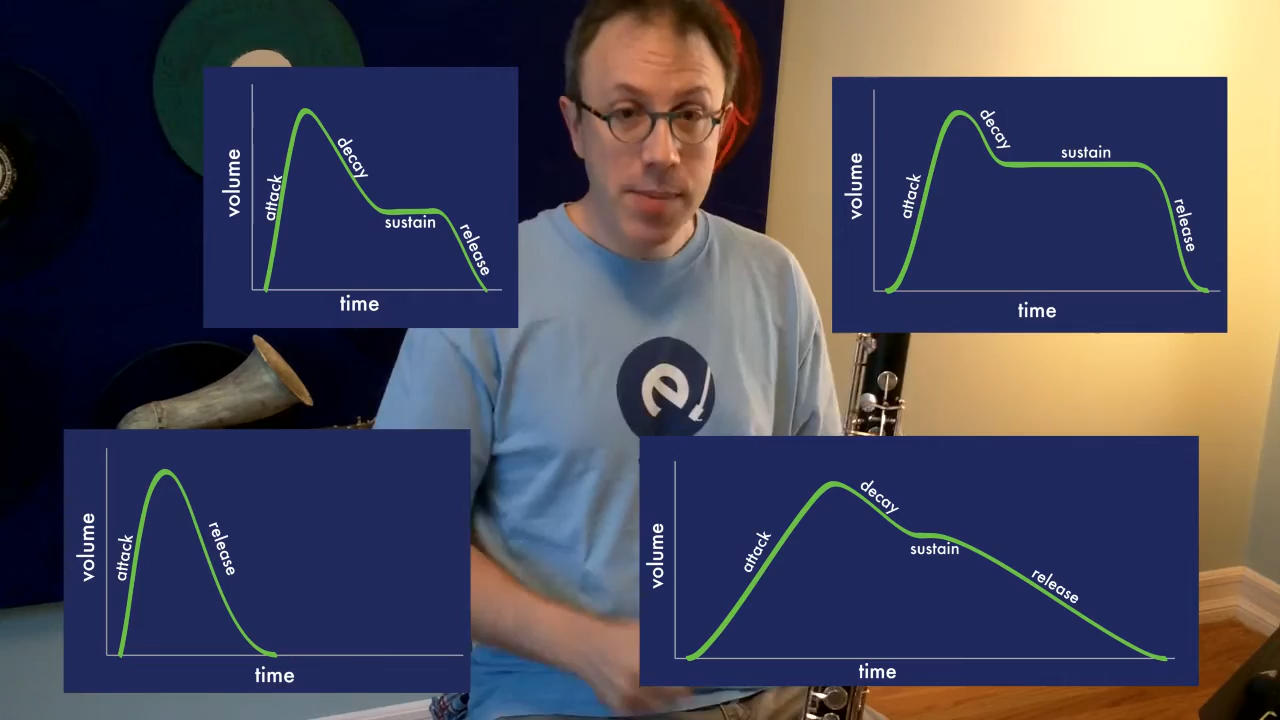 volume
attack
decay
sustain
release
time
volume
attack
decay
sustain
release
time
e
volume
attack
release
time
volume
attack
decay
sustain
release
time